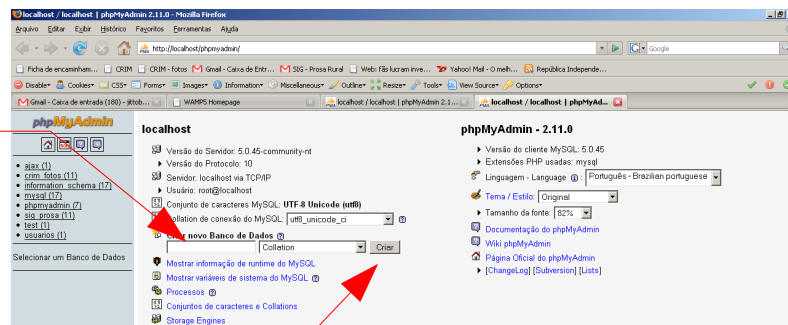 localhost / localhost | phpMyAdmin 2.11.0 - Mozilla Firefox
Arquivo Editar Exibir Histórico Favoritos Ferramentas Ajuda
http://localhost/phpmyadmin/
Google
Ficha de encaminham... CRIM CRIM - fotos Gmail - Caixa de Entr... SIG - Prosa Rural Web: Fãs lucram inve... Yahoo! Mail - O melh... República Independe...
Disable Cookies CSS Forms Images Information Miscellaneous Outline Resize Tools View Source Options
Gmail - Caixa de entrada (180) - jktob... WAMP5 Homepage localhost / localhost | phpMyAdmin 2.1... localhost / localhost | phpMyAd...
phpMyAdmin
ajax (1)
crim_fotos (11)
information_schema (17)
mysql (17)
phpmyadmin (7)
sig_prosa (11)
test (1)
usuarios (1)
Selecionar um Banco de Dados
localhost
Versão do Servidor: 5.0.45-community-nt
Versão do Protocolo: 10
Servidor: localhost via TCP/IP
Usuário: root@localhost
Conjunto de caracteres MySQL: UTF-8 Unicode (utf8)
Collation de conexão do MySQL: utf8_unicode_ci
Criar novo Banco de Dados
Collation Criar
Mostrar informação de runtime do MySQL
Mostrar variáveis de sistema do MySQL
Processos
Conjuntos de caracteres e Collations
Storage Engines
phpMyAdmin - 2.11.0
Versão do cliente MySQL: 5.0.45
Extensões PHP usadas: mysql
Linguagem - Language : Português - Brazilian portuguese
Tema / Estilo: Original
Tamanho da fonte: 82%
Documentação do phpMyAdmin
Wiki phpMyAdmin
Página Oficial do phpMyAdmin
[ChangeLog] [Subversion] [Lists]